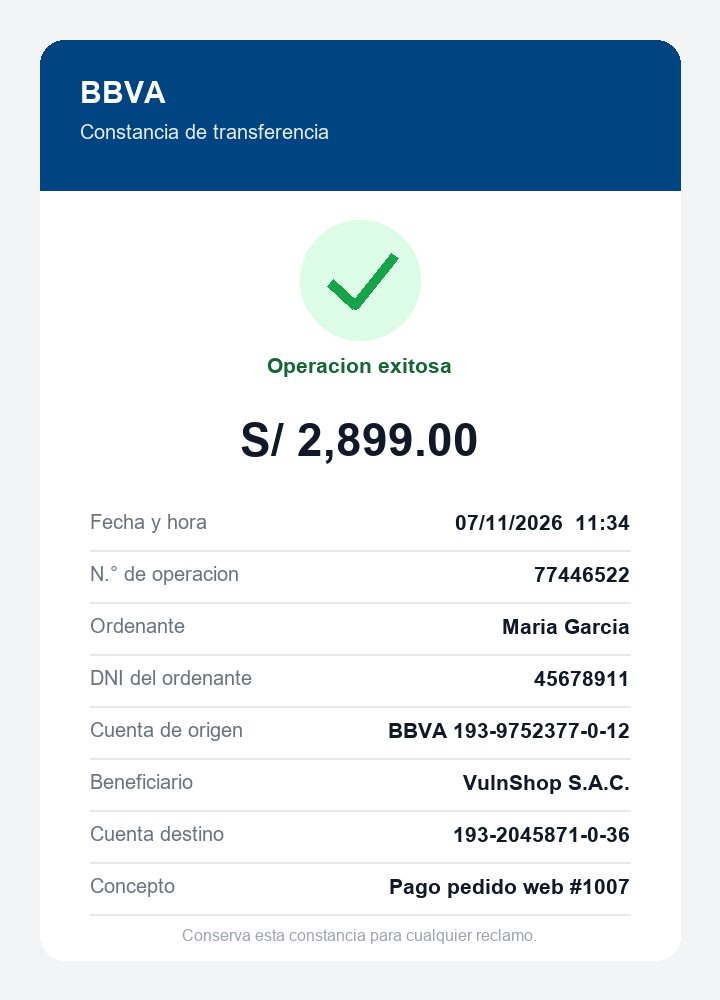 BBVA
Constancia de transferencia
Operacion exitosa
S/ 2,899.00
Fecha y hora 07/11/2026 11:34
N.° de operacion 77446522
Ordenante Maria Garcia
DNI del ordenante 45678911
Cuenta de origen BBVA 193-9752377-0-12
Beneficiario VulnShop S.A.C.
Cuenta destino 193-2045871-0-36
Concepto Pago pedido web #1007
Conserva esta constancia para cualquier reclamo.